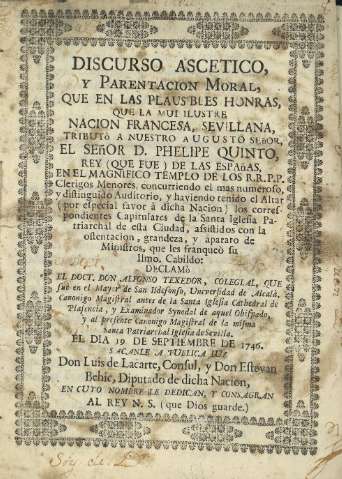 DISCURSO ASCETICO,
Y PARENTACION MORAL,
QUE EN LAS PLAUSIBLES HONRAS,
QUE LA MUI ILUSTRE
NACION FRANCESA, SEVILLANA,
TRIBUTÒ A NUESTRO AUGUSTO SEñOR,
EL SEñOR D. PHELIPE QUINTO,
REY (QUE FUE) DE LAS ESPAñAS,
EN EL MAGNIFICO TEMPLO DE LOS R.R.P.P.
Clerigos Menores, concurriendo el mas numeroso,
y distinguido Auditorio, y haviendo tenido el Altar
(por especial favor à dicha Nacion) los corres-
pondientes Capitulares de la Santa Iglesia Pa-
triarchal de esta Ciudad, assistidos con la
ostentacion, grandeza, y aparato de
Ministros, que les franqueò su
Ilmo. Cabildo:
DECLAMÒ
EL DOCT. DON ALFONSO TEXEDOR, COLEGIAL, QUE
fuè en el Mayor de San Ildefonso, Universidad de Alcalà,
Canonigo Magistral antes de la Santa Iglesia Cathedral de
Plasencia, y Examinador Synodal de aquel Obispado,
y al presente Canonigo Magistral de la misma
Santa Patriarchal Iglesia de Sevilla.
EL DIA 19 DE SEPTIEMBRE DE 1746.
SACANLE A PUBLICA LUZ
Don Luis de Lacarte, Consul, y Don Estevan
Behic, Diputado de dicha Nacion,
EN CUYO NOMBRE LE DEDICAN, Y CONSAGRAN
AL REY N. S. (que Dios guarde.)
Soy